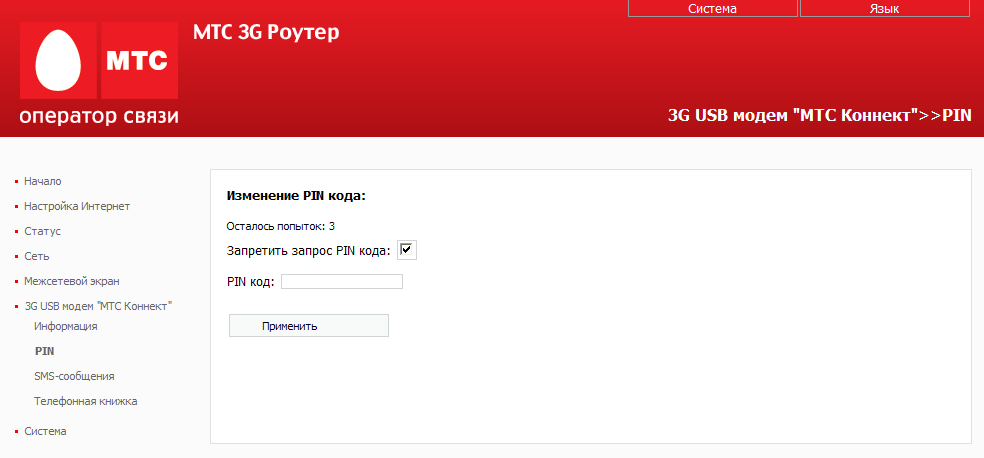 Система
Язык
МТС 3G Роутер
МТС
оператор связи
3G USB модем "МТС Коннект">>PIN
Начало
Настройка Интернет
Статус
Сеть
Межсетевой экран
3G USB модем "МТС Коннект"
Информация
PIN
SMS-сообщения
Телефонная книжка
Система
Изменение PIN кода:
Осталось попыток: 3
Запретить запрос PIN кода:
PIN код:
Применить